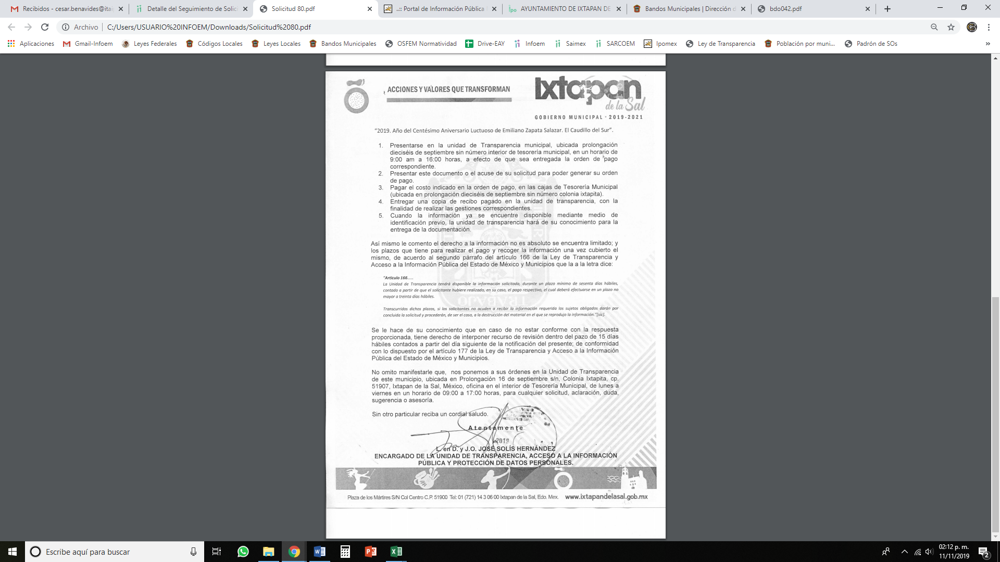 Recibidos - cesar.benavides@itai
Detalle del Seguimiento de Solici
Solicitud 80.pdf
..:: Portal de Información Pública
AYUNTAMIENTO DE IXTAPAN DE
Bandos Municipales | Dirección d
bdo042.pdf
Archivo
C:/Users/USUARIO%20INFOEM/Downloads/Solicitud%2080.pdf
Aplicaciones
Gmail-Infoem
Leyes Federales
Códigos Locales
Leyes Locales
Bandos Municipales
OSFEM Normatividad
Drive-EAY
Infoem
Saimex
SARCOEM
Ipomex
Ley de Transparencia
Población por muni...
Padrón de SOs
»
ACCIONES Y VALORES QUE TRANSFORMAN
Ixtapan
de la Sal
GOBIERNO MUNICIPAL · 2019-2021
"2019. Año del Centésimo Aniversario Luctuoso de Emiliano Zapata Salazar. El Caudillo del Sur".
1. Presentarse en la unidad de Transparencia municipal, ubicada prolongación
dieciséis de septiembre sin número interior de tesorería municipal, en un horario de
9:00 am a 16:00 horas, a efecto de que sea entregada la orden de pago
correspondiente.
2. Presentar este documento o el acuse de su solicitud para poder generar su orden
de pago.
3. Pagar el costo indicado en la orden de pago, en las cajas de Tesorería Municipal
(ubicada en prolongación dieciséis de septiembre sin número colonia ixtapita).
4. Entregar una copia de recibo pagado en la unidad de transparencia, con la
finalidad de realizar las gestiones correspondientes.
5. Cuando la información ya se encuentre disponible mediante medio de
identificación previo, la unidad de transparencia hará de su conocimiento para la
entrega de la documentación.
Así mismo le comento el derecho a la información no es absoluto se encuentra limitado; y
los plazos que tiene para realizar el pago y recoger la información una vez cubierto el
mismo, de acuerdo al segundo párrafo del artículo 166 de la Ley de Transparencia y
Acceso a la Información Pública del Estado de México y Municipios que la a la letra dice:
"Artículo 166......
La Unidad de Transparencia tendrá disponible la información solicitada, durante un plazo mínimo de sesenta días hábiles,
contado a partir de que el solicitante hubiere realizado, en su caso, el pago respectivo, el cual deberá efectuarse en un plazo no
mayor a treinta días hábiles.
Transcurridos dichos plazos, si los solicitantes no acuden a recibir la información requerida los sujetos obligados darán por
concluida la solicitud y procederán, de ser el caso, a la destrucción del material en el que se reprodujo la información."[sic].
Se le hace de su conocimiento que en caso de no estar conforme con la respuesta
proporcionada, tiene derecho de interponer recurso de revisión dentro del pazo de 15 días
hábiles contados a partir del día siguiente de la notificación del presente; de conformidad
con lo dispuesto por el artículo 177 de la Ley de Transparencia y Acceso a la Información
Pública del Estado de México y Municipios.
No omito manifestarle que, nos ponemos a sus órdenes en la Unidad de Transparencia
de este municipio, ubicada en Prolongación 16 de septiembre s/n, Colonia Ixtapita, cp.
51907, Ixtapan de la Sal, México, oficina en el interior de Tesorería Municipal, de lunes a
viernes en un horario de 09:00 a 17:00 horas, para cualquier solicitud, aclaración, duda,
sugerencia o asesoría.
Sin otro particular reciba un cordial saludo.
Atentamente
2019
L. en D. y J.O. JOSÉ SOLÍS HERNÁNDEZ
ENCARGADO DE LA UNIDAD DE TRANSPARENCIA, ACCESO A LA INFORMACIÓN
PÚBLICA Y PROTECCIÓN DE DATOS PERSONALES.
Plaza de los Mártires S/N Col Centro C.P. 51900 Tel: 01 (721) 14 3 06 00 Ixtapan de la Sal, Edo. Mex. www.ixtapandelasal.gob.mx
Escribe aquí para buscar
02:12 p. m.
11/11/2019
2